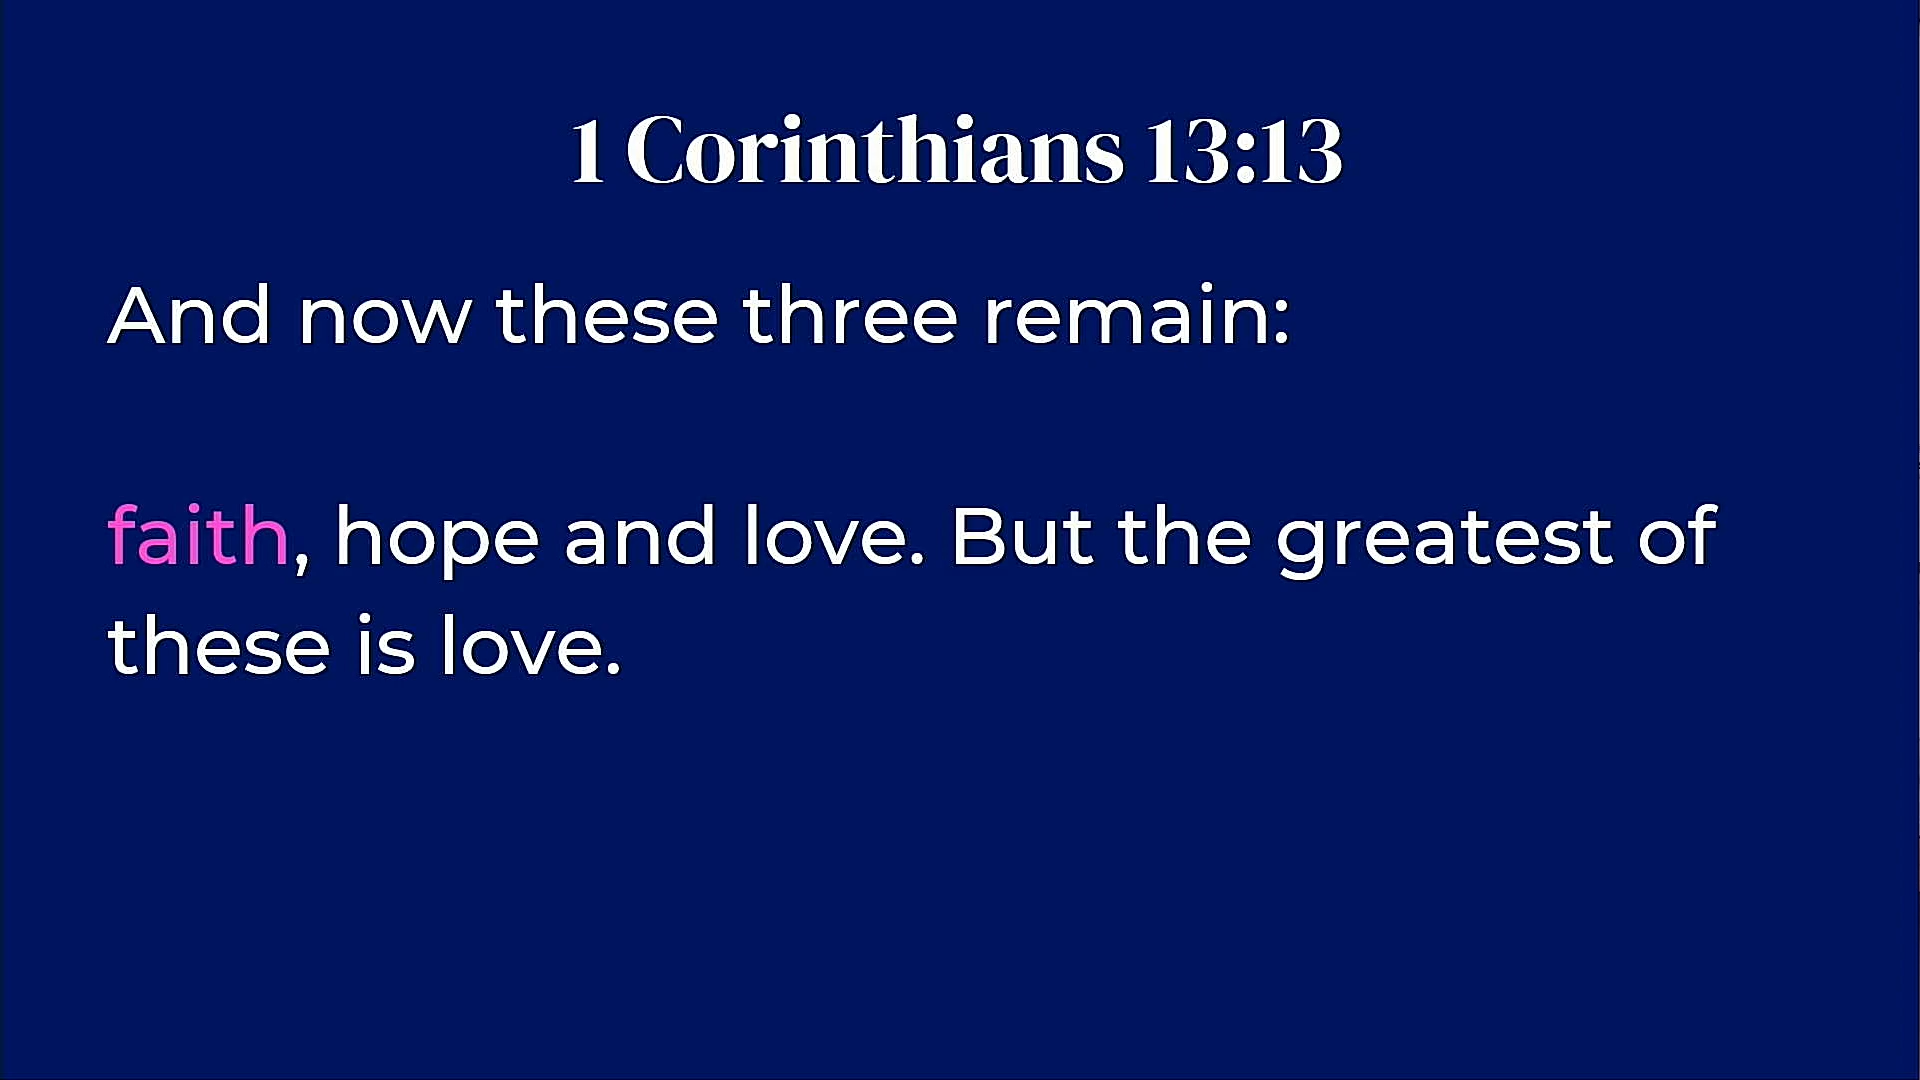 1 Corinthians 13:13
And now these three remain:
faith, hope and love. But the greatest of
these is love.